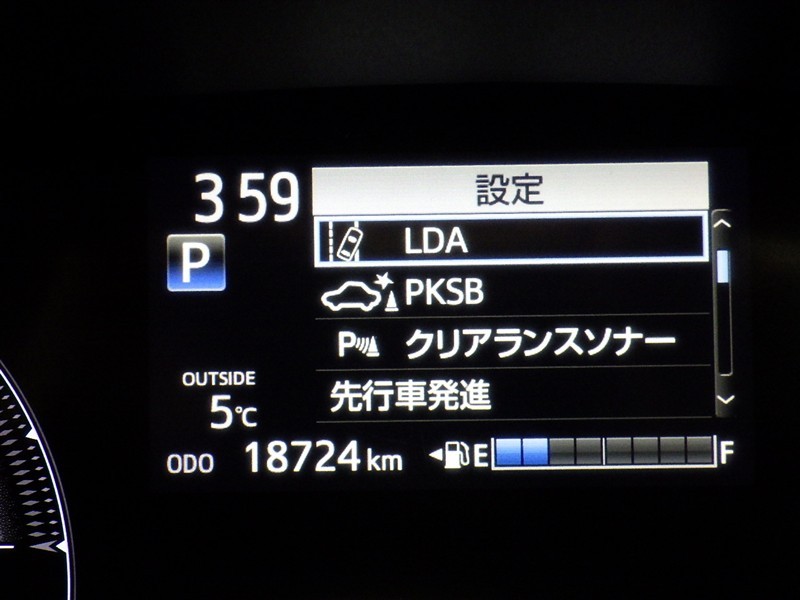 3 59
設定
P
LDA
PKSB
P クリアランスソナー
先行車発進
OUTSIDE
5℃
ODO 18724 km
E F